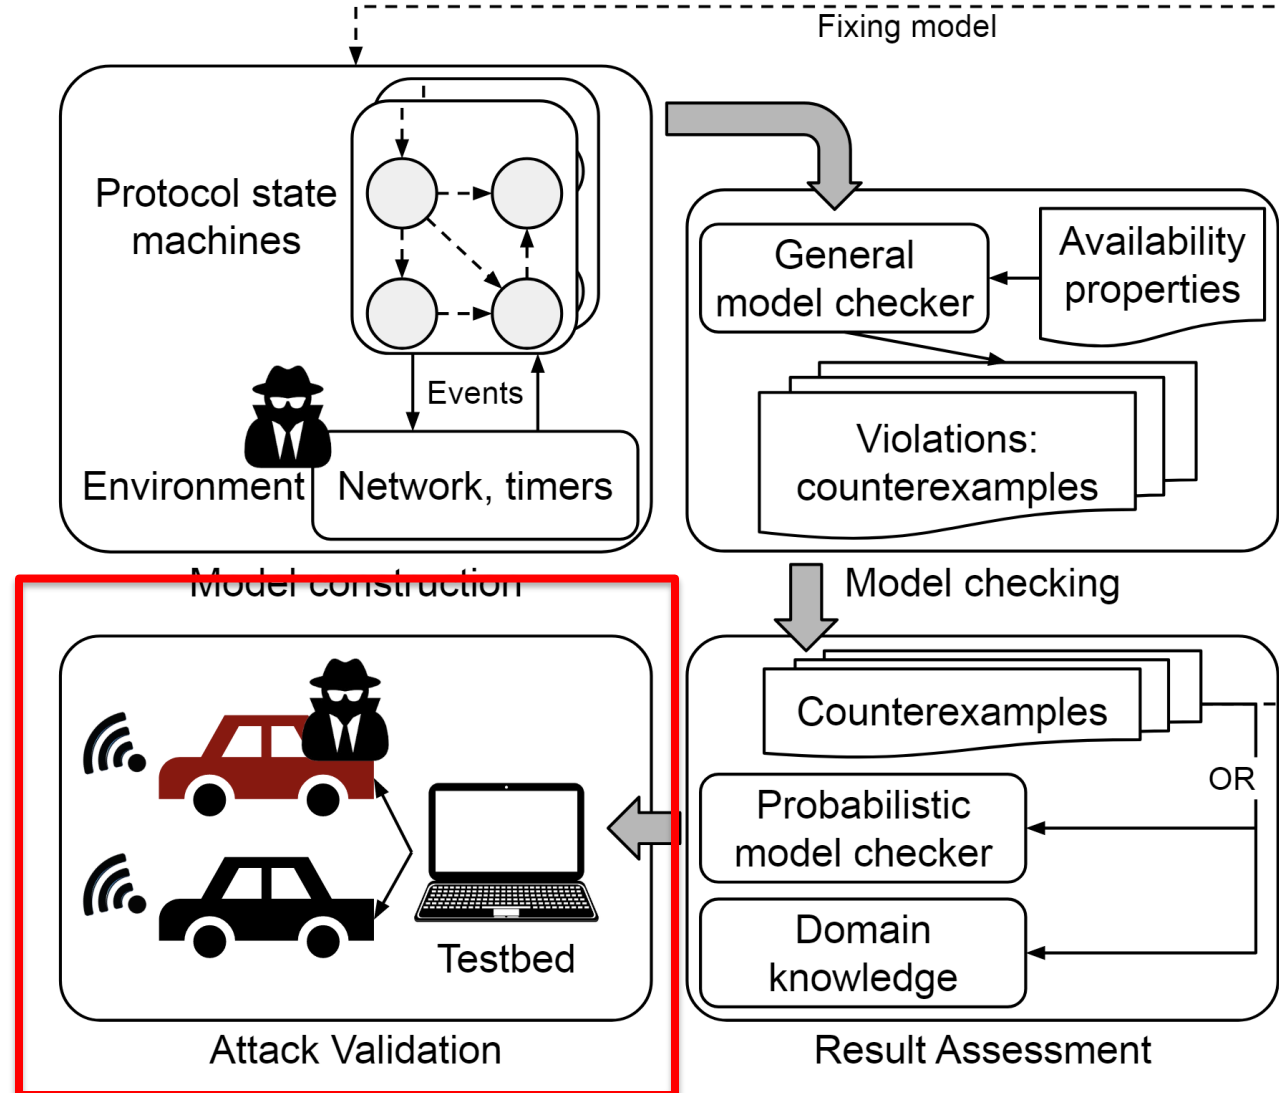 Fixing model
Protocol state
machines
Events
Environment
Network, timers
Model construction
General
model checker
Availability
properties
Violations:
counterexamples
Model checking
Counterexamples
OR
Probabilistic
model checker
Domain
knowledge
Result Assessment
Testbed
Attack Validation